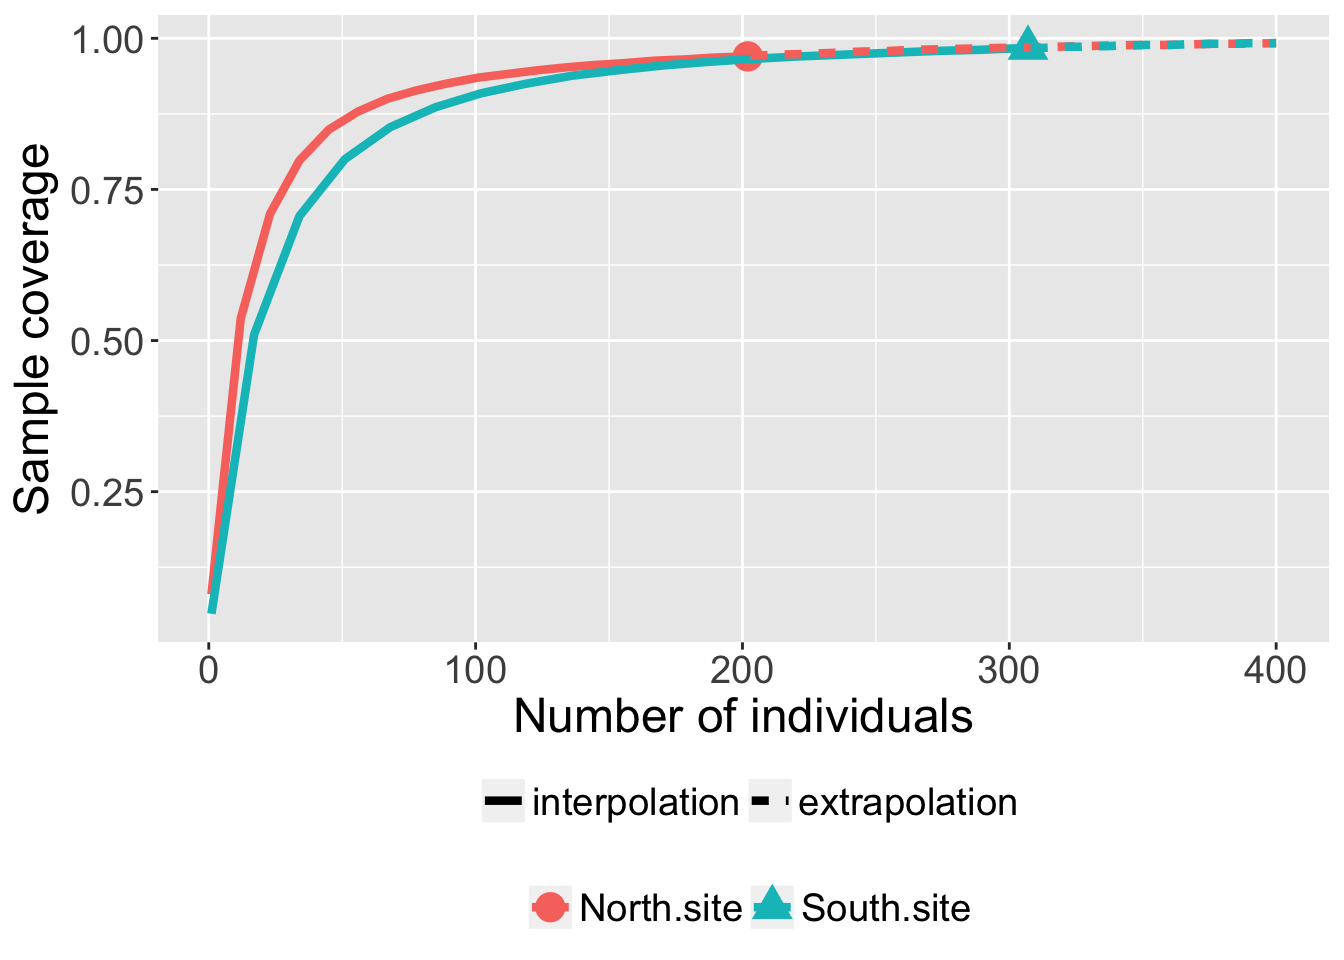 Sample coverage
1.00
0.75
0.50
0.25
0 100 200 300 400
Number of individuals
interpolation extrapolation
North.site South.site